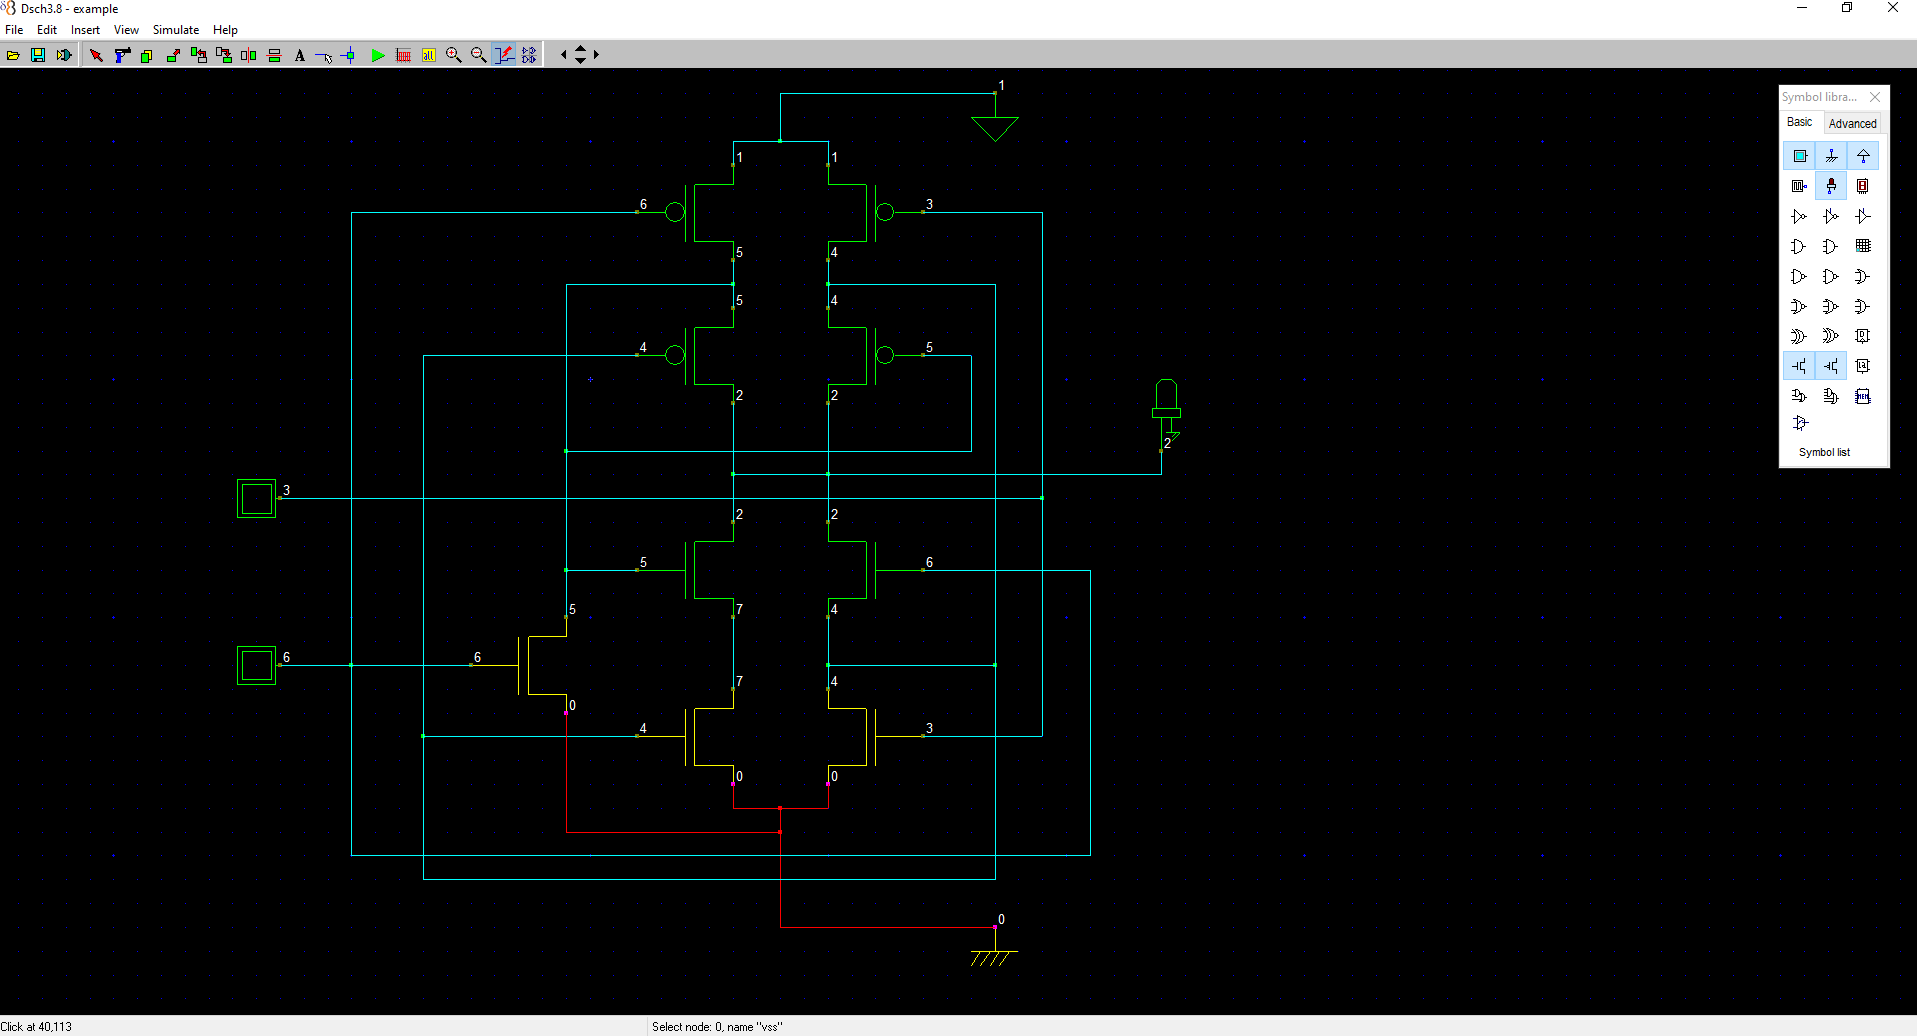 Dsch3.8 - example
File Edit Insert View Simulate Help
A
1
Symbol libra...
Basic Advanced
1 1
6 3
5 4
5 4
4 5
2 2
2
Symbol list
3
2 2
5 6
5 7 4
6 6
7 4
0
4 3
0 0
0
Click at 40,113 Select node: 0, name "vss"